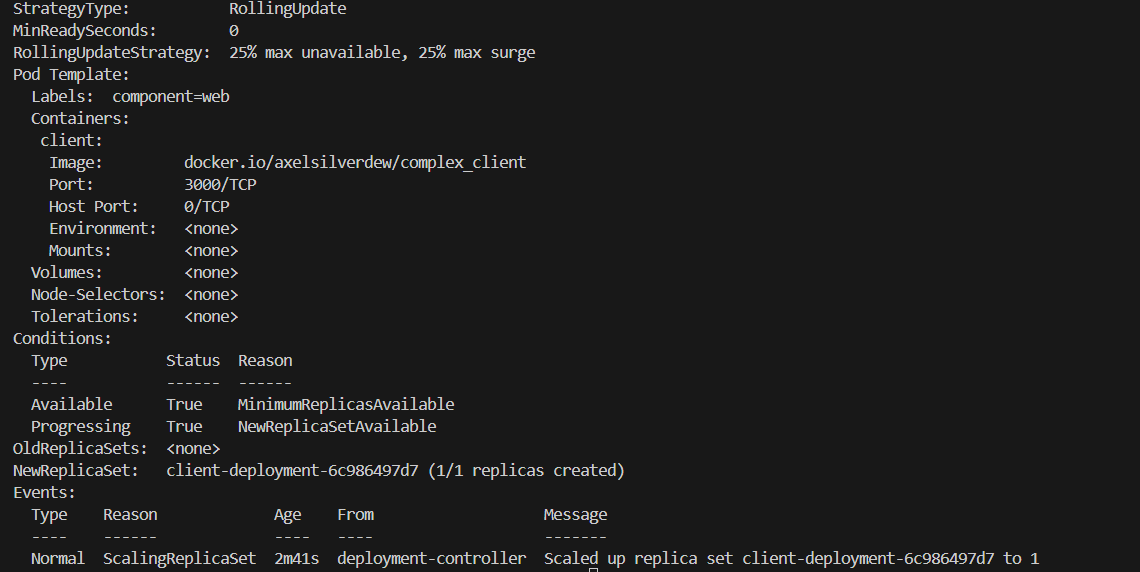 StrategyType:           RollingUpdate
MinReadySeconds:        0
RollingUpdateStrategy:  25% max unavailable, 25% max surge
Pod Template:
  Labels:  component=web
  Containers:
   client:
    Image:         docker.io/axelsilverdew/complex_client
    Port:          3000/TCP
    Host Port:     0/TCP
    Environment:   <none>
    Mounts:        <none>
  Volumes:         <none>
  Node-Selectors:  <none>
  Tolerations:     <none>
Conditions:
  Type           Status  Reason
  ----           ------  ------
  Available      True    MinimumReplicasAvailable
  Progressing    True    NewReplicaSetAvailable
OldReplicaSets:  <none>
NewReplicaSet:   client-deployment-6c986497d7 (1/1 replicas created)
Events:
  Type    Reason             Age    From                   Message
  ----    ------             ----   ----                   -------
  Normal  ScalingReplicaSet  2m41s  deployment-controller  Scaled up replica set client-deployment-6c986497d7 to 1